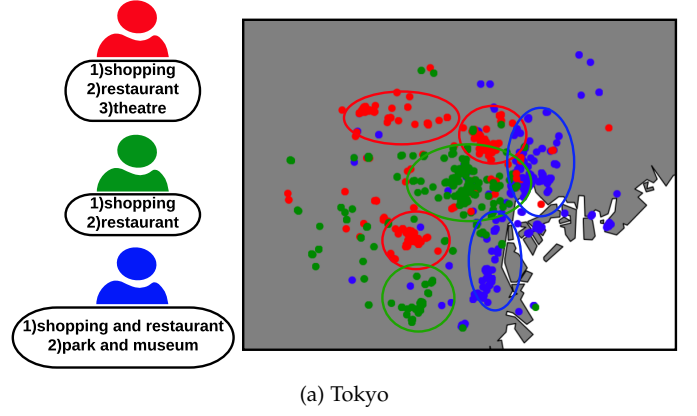 1)shopping
2)restaurant
3)theatre
1)shopping
2)restaurant
1)shopping and restaurant
2)park and museum
(a) Tokyo